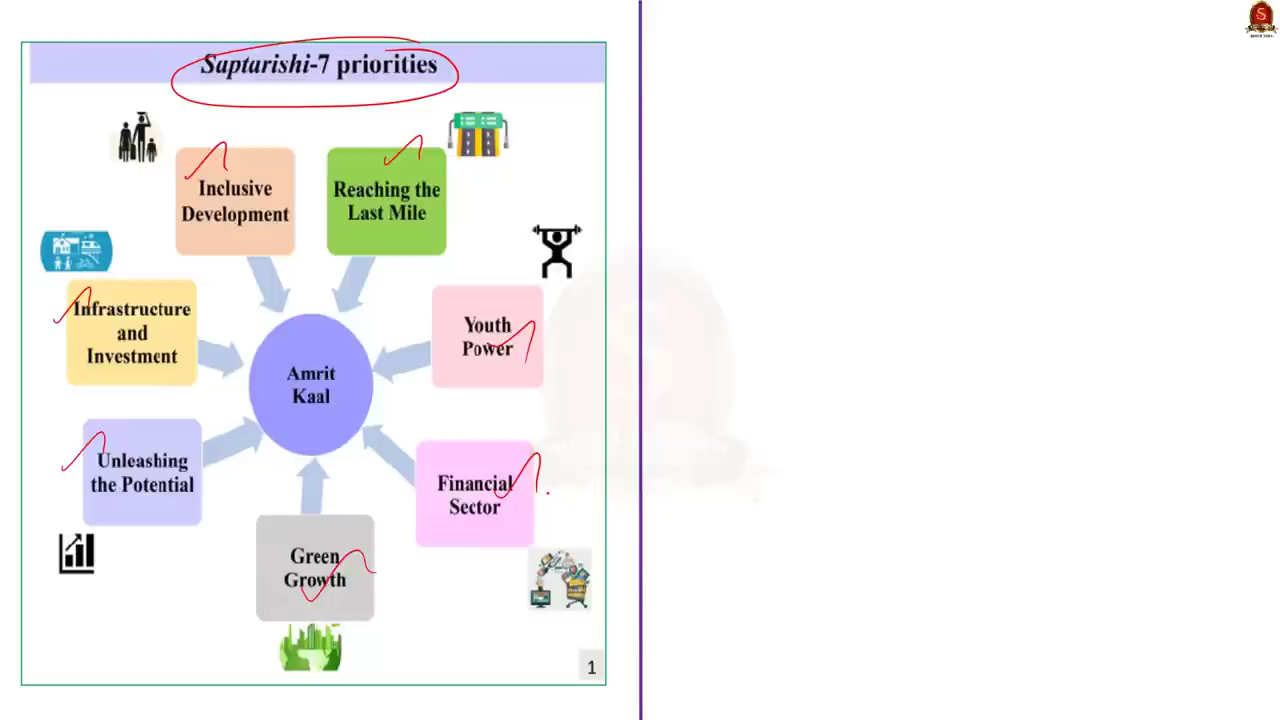 Saptarishi-7 priorities
Inclusive
Development
Reaching the
Last Mile
Infrastructure
and
Investment
Youth
Power
Amrit
Kaal
Unleashing
the Potential
Financial
Sector
Green
Growth
1
S